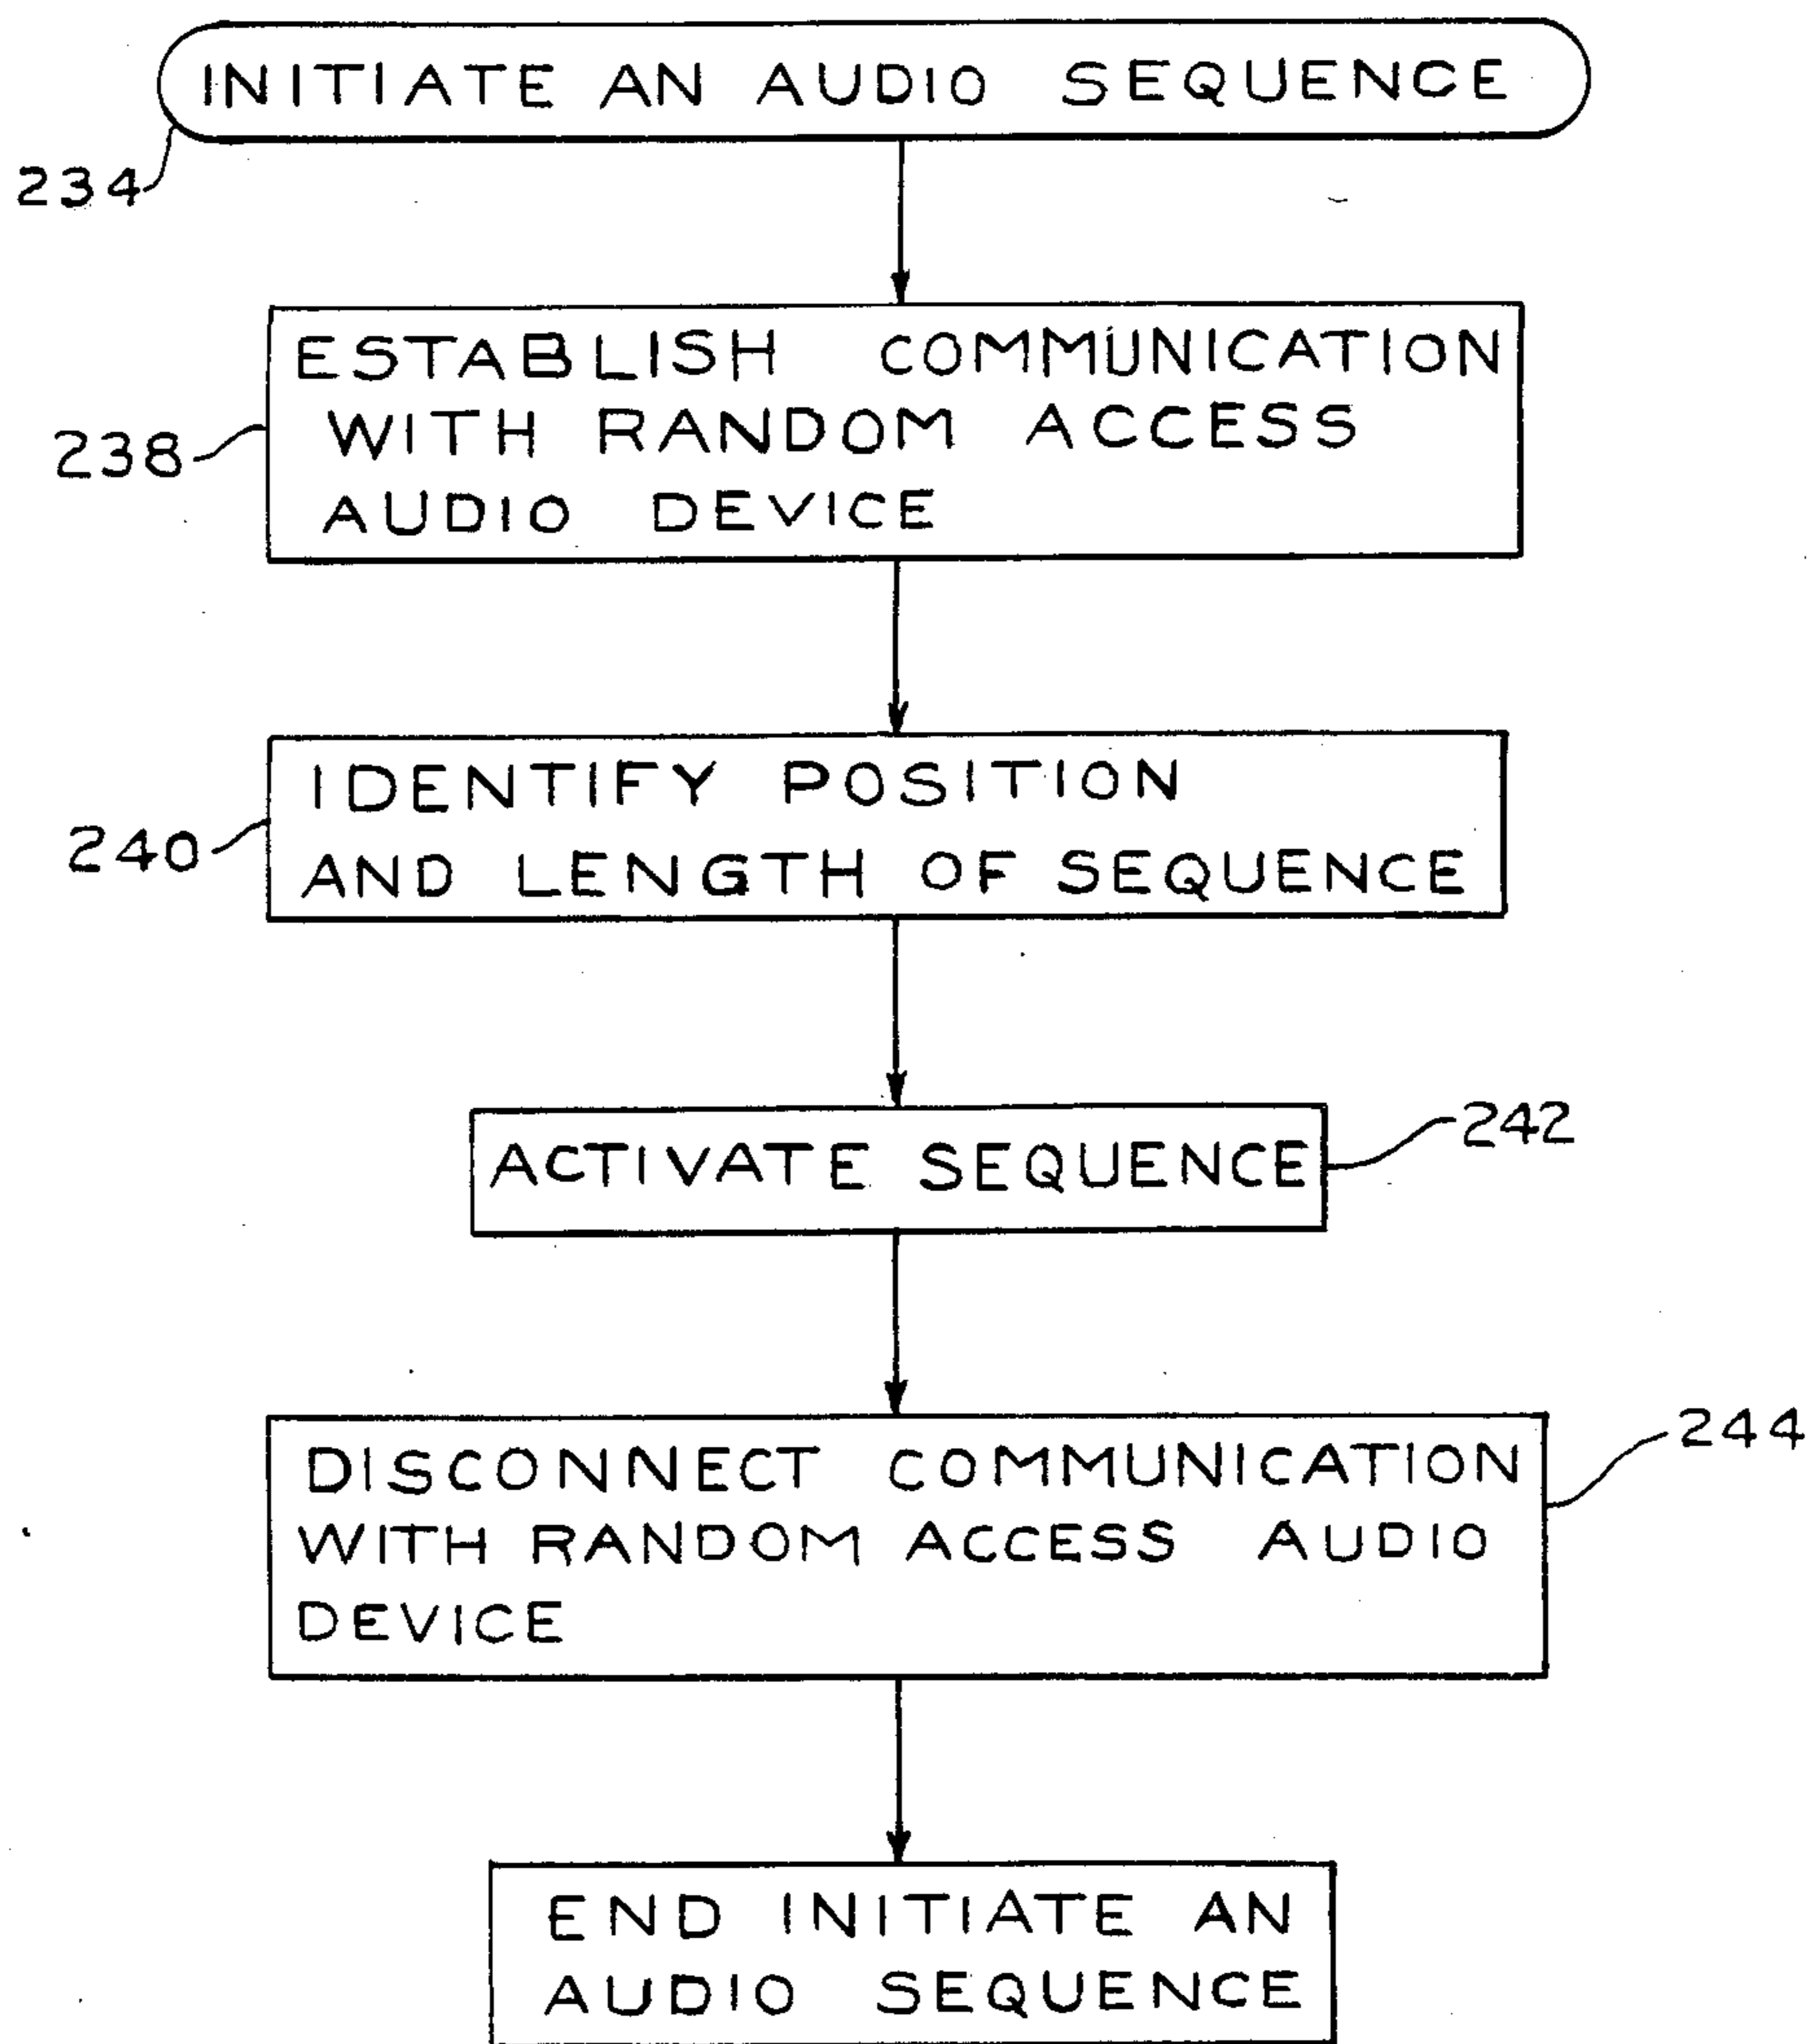 INITIATE AN AUDIO SEQUENCE
234
ESTABLISH COMMUNICATION
WITH RANDOM ACCESS
AUDIO DEVICE
238
IDENTIFY POSITION
AND LENGTH OF SEQUENCE
240
ACTIVATE SEQUENCE
242
DISCONNECT COMMUNICATION
WITH RANDOM ACCESS AUDIO
DEVICE
244
END INITIATE AN
AUDIO SEQUENCE